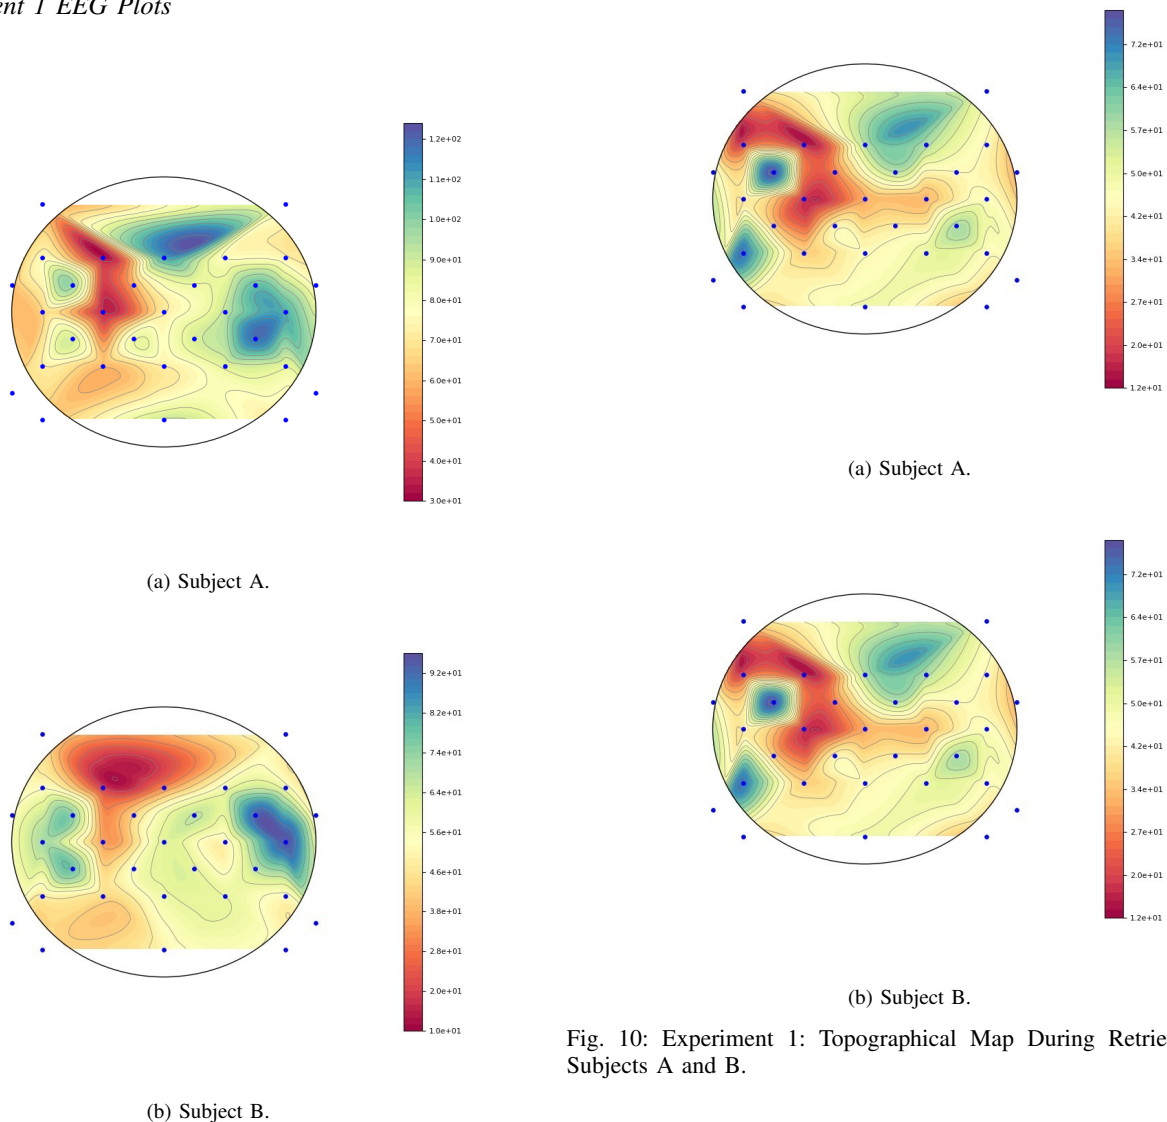 ent 1 EEG Plots
1.2e+02
1.1e+02
1.0e+02
9.0e+01
8.0e+01
7.0e+01
6.0e+01
5.0e+01
4.0e+01
3.0e+01
(a) Subject A.
9.2e+01
8.2e+01
7.4e+01
6.4e+01
5.6e+01
4.6e+01
3.8e+01
2.8e+01
2.0e+01
1.0e+01
(b) Subject B.
7.2e+01
6.4e+01
5.7e+01
5.0e+01
4.2e+01
3.4e+01
2.7e+01
2.0e+01
1.2e+01
(a) Subject A.
7.2e+01
6.4e+01
5.7e+01
5.0e+01
4.2e+01
3.4e+01
2.7e+01
2.0e+01
1.2e+01
(b) Subject B.
Fig. 10: Experiment 1: Topographical Map During Retrie
Subjects A and B.